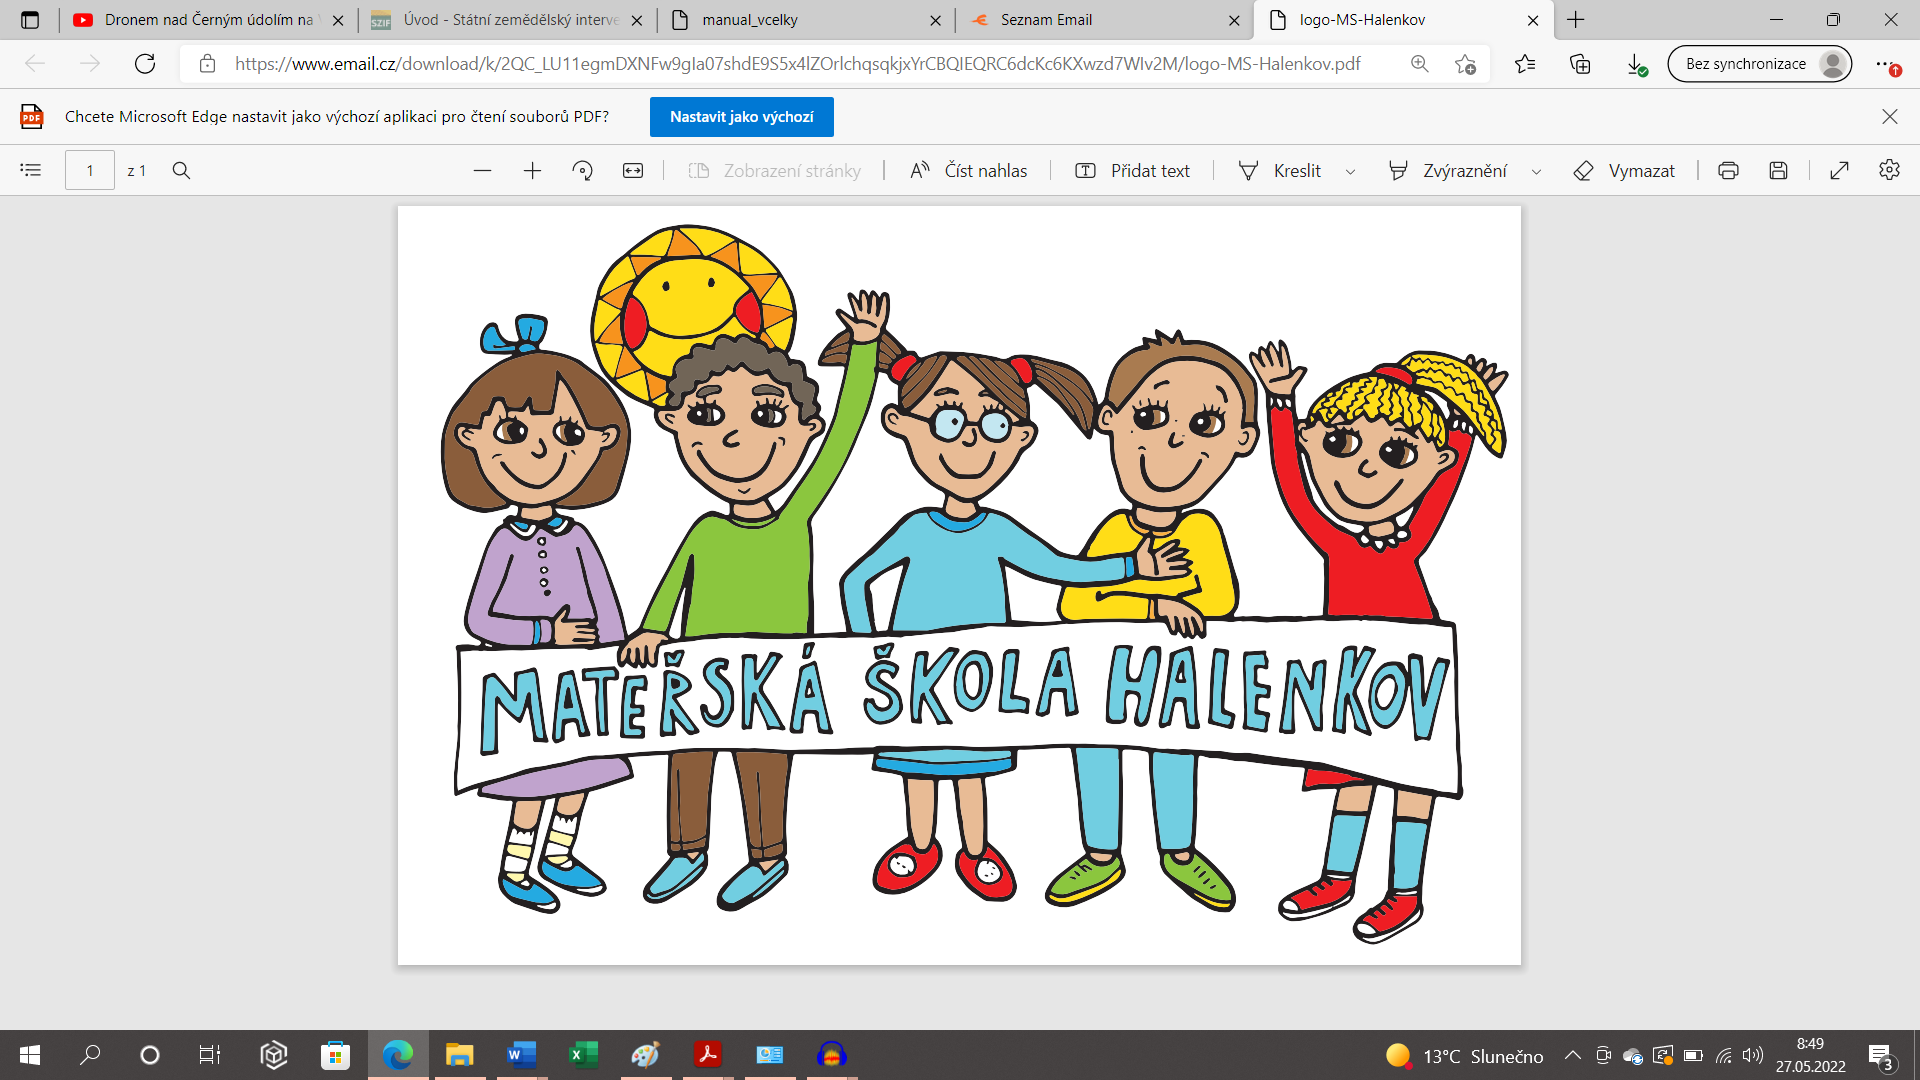 Dronem nad Černým údolím na
Úvod - Státní zemědělský interve
manual_vcelky
Seznam Email
logo-MS-Halenkov
https://www.email.cz/download/k/2QC_LU11egmDXNFw9gIa07shdE9S5x4lZOrlchqsqkjxYrCBQIEQRC6dcKc6KXwzd7WIv2M/logo-MS-Halenkov.pdf
Bez synchronizace
Chcete Microsoft Edge nastavit jako výchozí aplikaci pro čtení souborů PDF?
Nastavit jako výchozí
1 z 1
Zobrazení stránky
Číst nahlas
Přidat text
Kreslit
Zvýraznění
Vymazat
MATEŘSKÁ ŠKOLA HALENKOV
13°C Slunečno
8:49
27.05.2022
3